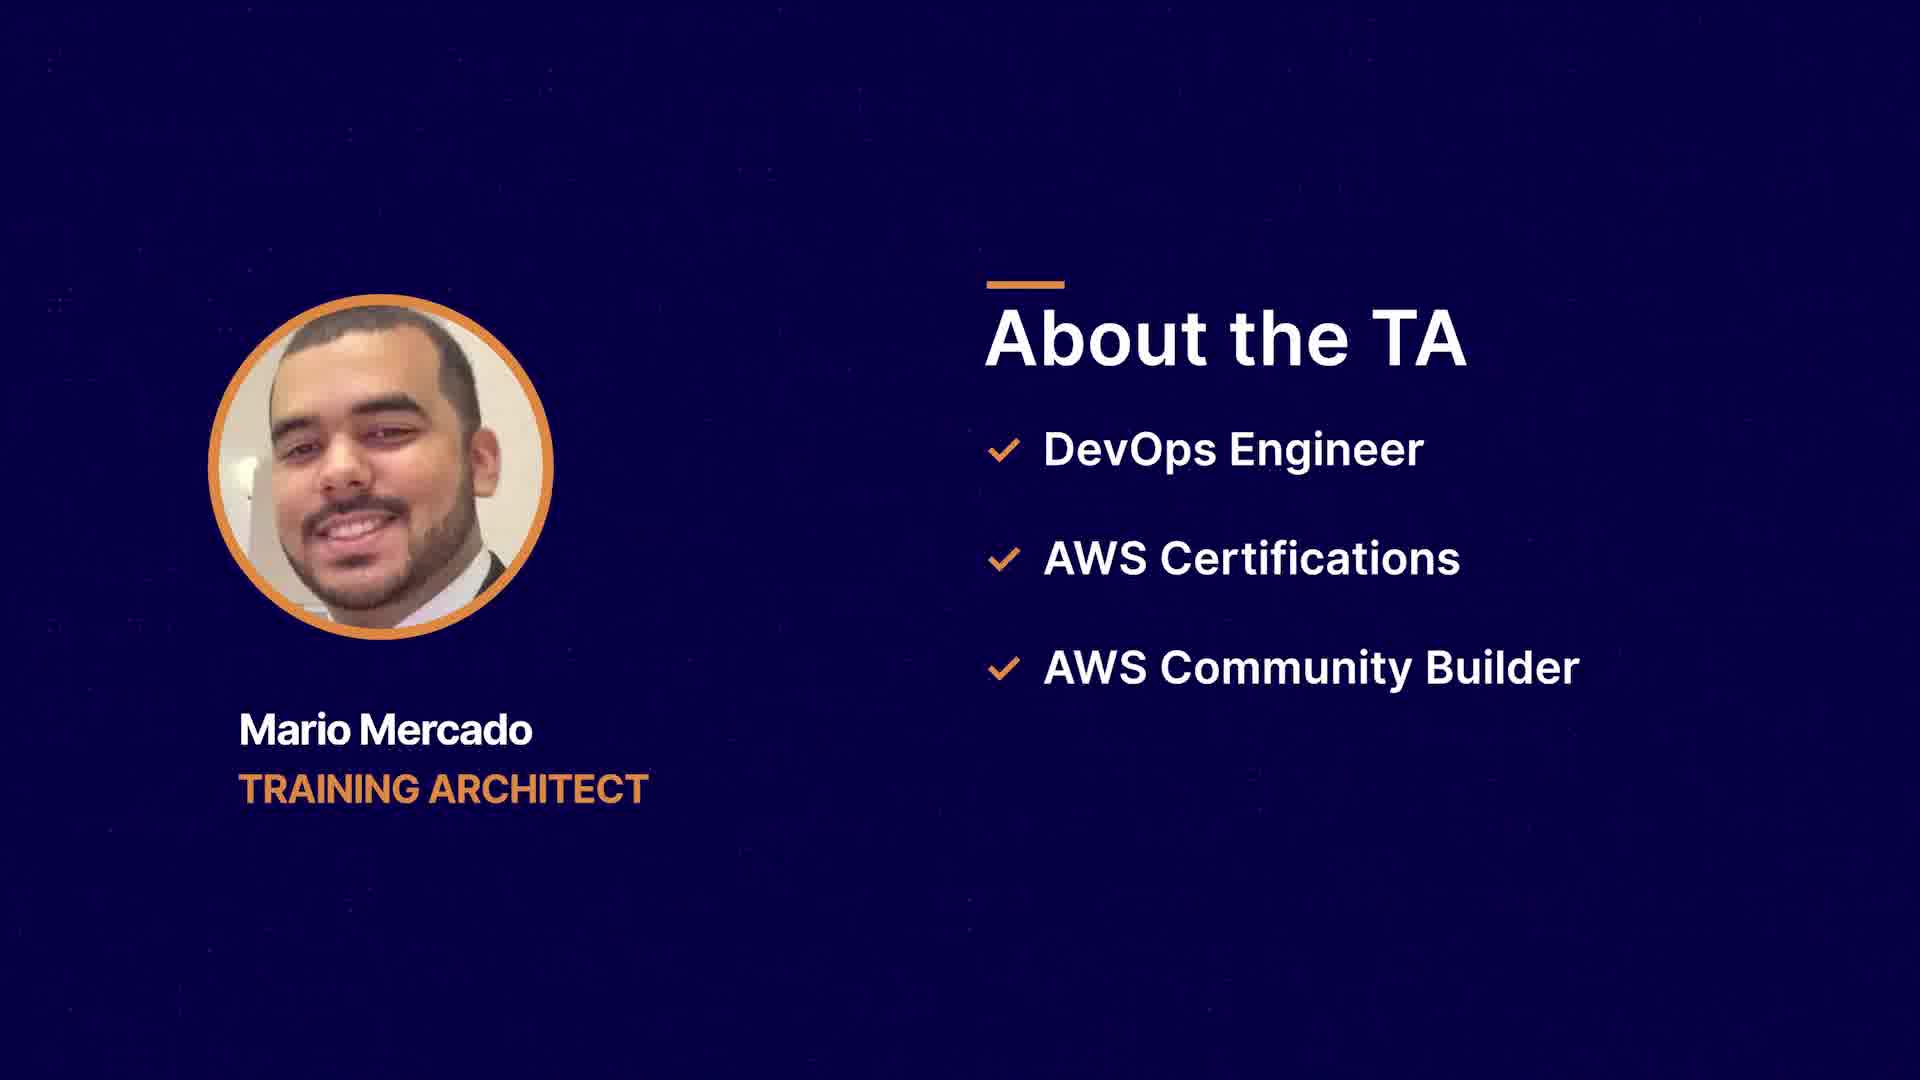 Mario Mercado
TRAINING ARCHITECT
About the TA
DevOps Engineer
AWS Certifications
AWS Community Builder